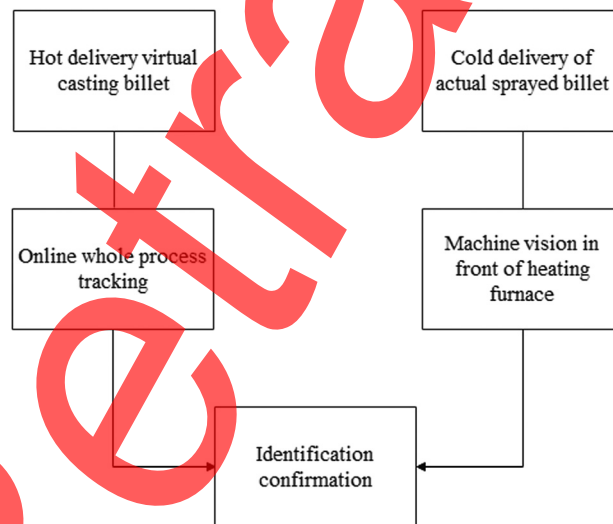 Hot delivery virtual
casting billet
Cold delivery of
actual sprayed billet
Online whole process
tracking
Machine vision in
front of heating
furnace
Identification
confirmation
etra